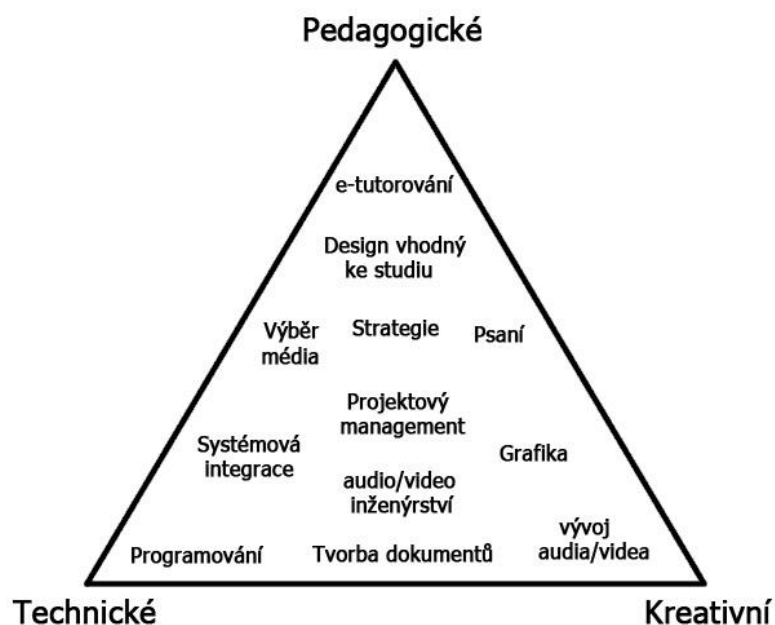 Pedagogické
e-tutorování
Design vhodný
ke studiu
Výběr
média
Strategie
Psaní
Projektový
management
Systémová
integrace
Grafika
audio/video
inženýrství
vývoj
audia/videa
Programování
Tvorba dokumentů
Technické
Kreativní